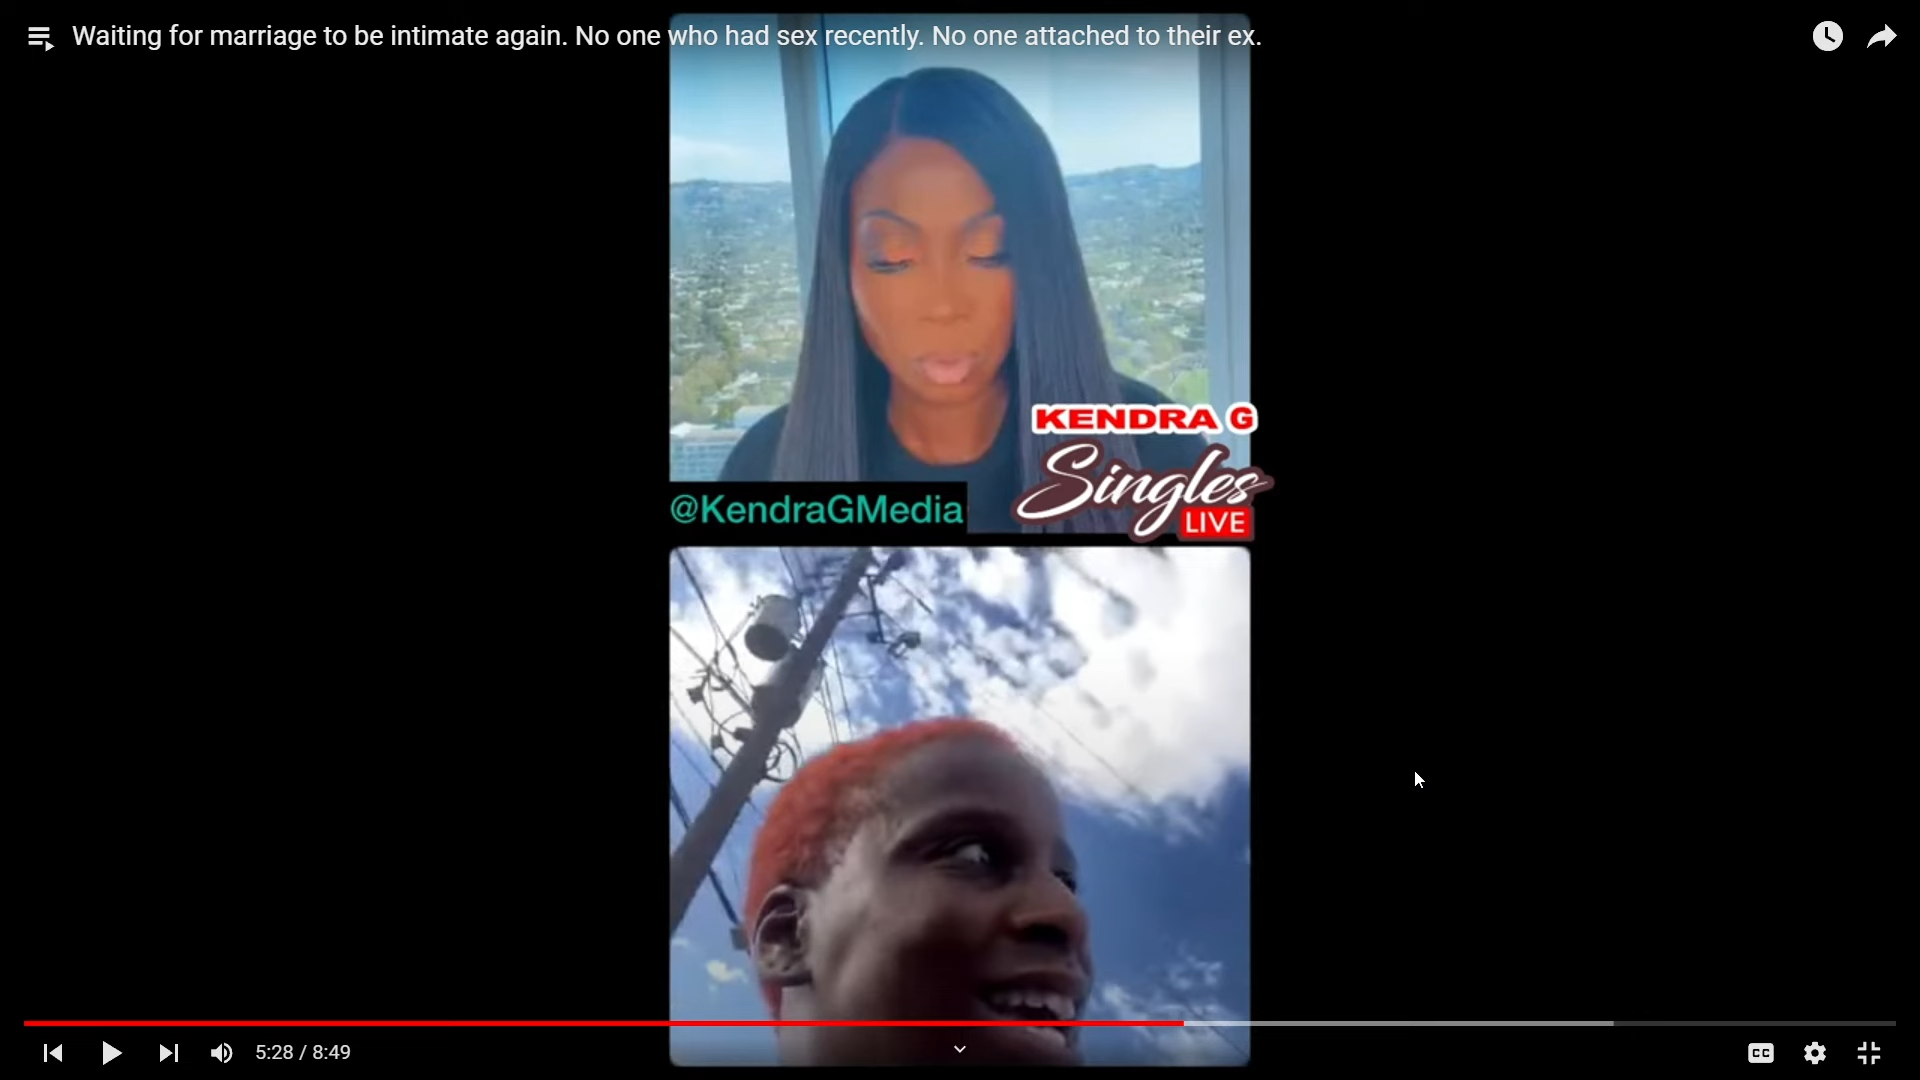 Waiting for marriage to be intimate again. No one who had sex recently. No one attached to their ex.
KENDRA G
Singles
LIVE
@KendraGMedia
5:28 / 8:49
CC